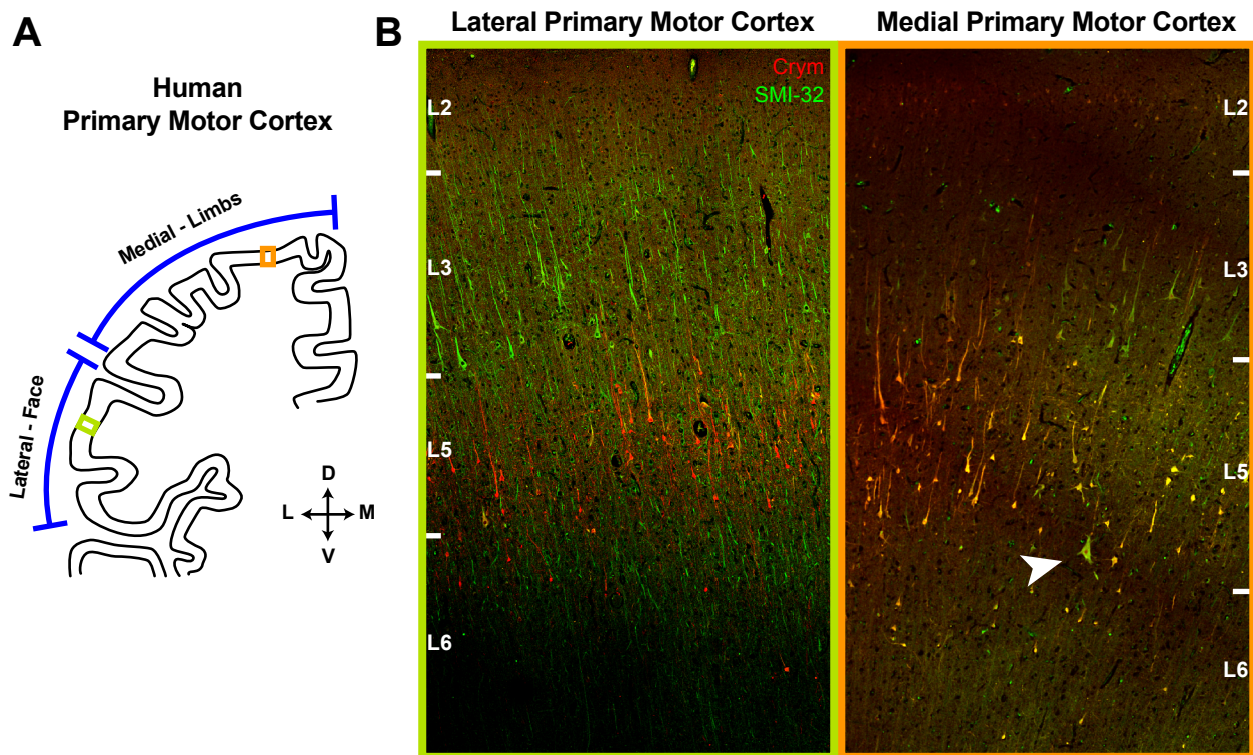 A
Human
Primary Motor Cortex
Medial - Limbs
Lateral - Face
D
L
M
V
B
Lateral Primary Motor Cortex
Medial Primary Motor Cortex
Crym
SMI-32
L2
L3
L5
L6
L2
L3
L5
L6